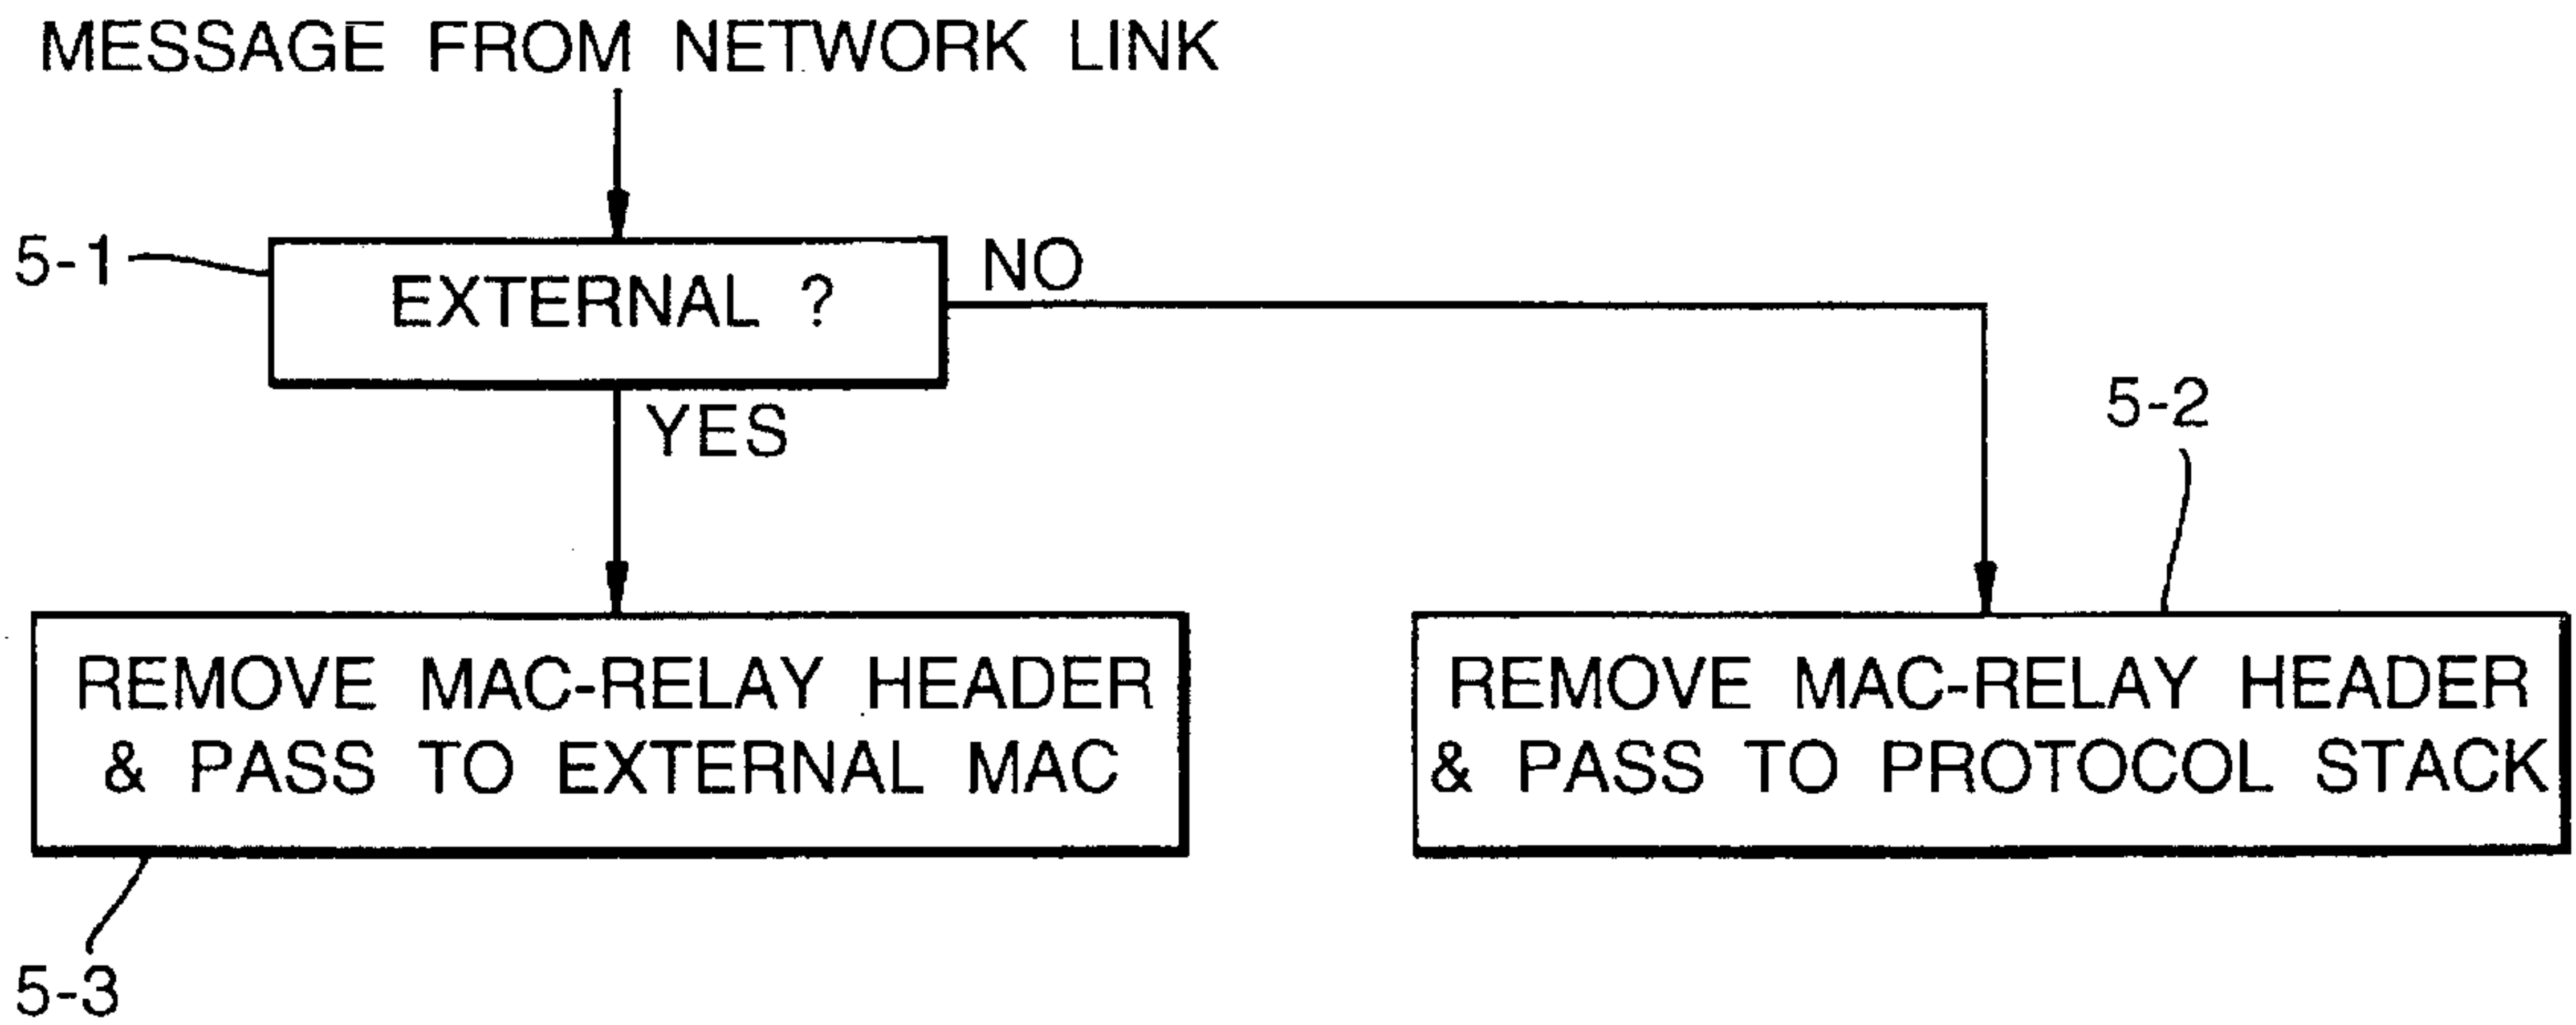 MESSAGE FROM NETWORK LINK
5-1
EXTERNAL ?
NO
YES
5-2
REMOVE MAC-RELAY HEADER
& PASS TO EXTERNAL MAC
REMOVE MAC-RELAY HEADER
& PASS TO PROTOCOL STACK
5-3